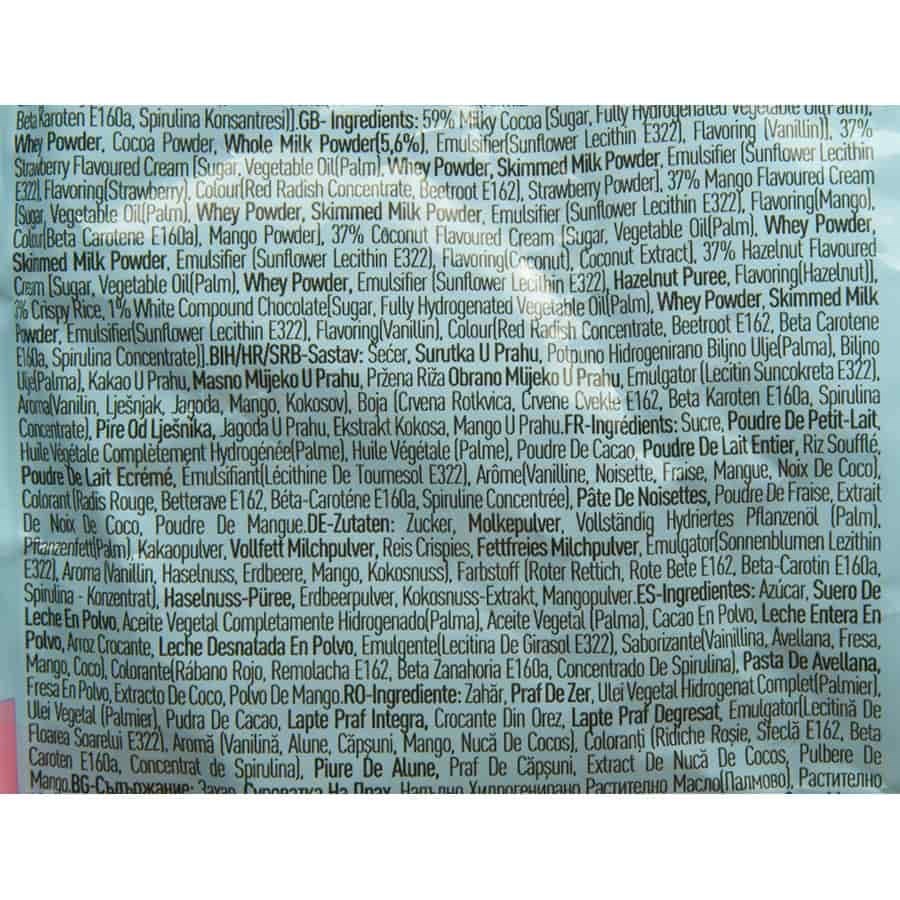 Beta Karoten E160a, Spirulina Konsantresi)].GB- Ingredients: 59% Milky Cocoa [Sugar, Fully Hydrogenated Vegetable Oil(Palm),
Whey Powder, Cocoa Powder, Whole Milk Powder(5,6%), Emulsifier(Sunflower Lecithin E322), Flavoring (Vanillin)], 37%
Strawberry Flavoured Cream [Sugar, Vegetable Oil(Palm), Whey Powder, Skimmed Milk Powder, Emulsifier (Sunflower Lecithin
E322), Flavoring(Strawberry), Colour(Red Radish Concentrate, Beetroot E162), Strawberry Powder], 37% Mango Flavoured Cream
[Sugar, Vegetable Oil(Palm), Whey Powder, Skimmed Milk Powder, Emulsifier (Sunflower Lecithin E322), Flavoring(Mango),
Colour(Beta Carotene E160a), Mango Powder], 37% Coconut Flavoured Cream [Sugar, Vegetable Oil(Palm), Whey Powder,
Skimmed Milk Powder, Emulsifier (Sunflower Lecithin E322), Flavoring(Coconut), Coconut Extract], 37% Hazelnut Flavoured
Cream [Sugar, Vegetable Oil(Palm), Whey Powder, Emulsifier (Sunflower Lecithin E322), Hazelnut Puree, Flavoring(Hazelnut)],
3% Crispy Rice, 1% White Compound Chocolate[Sugar, Fully Hydrogenated Vegetable Oil(Palm), Whey Powder, Skimmed Milk
Powder, Emulsifier(Sunflower Lecithin E322), Flavoring(Vanillin), Colour(Red Radish Concentrate, Beetroot E162, Beta Carotene
E160a, Spirulina Concentrate)].BIH/HR/SRB-Sastav: Šećer, Surutka U Prahu, Potpuno Hidrogenirano Biljno Ulje(Palma), Biljno
Ulje(Palma), Kakao U Prahu, Masno Mlijeko U Prahu, Pržena Riža Obrano Mlijeko U Prahu, Emulgator (Lecitin Suncokreta E322),
Aroma(Vanilin, Lješnjak, Jagoda, Mango, Kokosov), Boja (Crvena Rotkvica, Crvene Cvekle E162, Beta Karoten E160a, Spirulina
Concentrate), Pire Od Lješnika, Jagoda U Prahu, Ekstrakt Kokosa, Mango U Prahu.FR-Ingrédients: Sucre, Poudre De Petit-Lait,
Huile Végétale Complètement Hydrogénée(Palme), Huile Végétale (Palme), Poudre De Cacao, Poudre De Lait Entier, Riz Soufflé,
Poudre De Lait Ecrémé, Emulsifiant(Lécithine De Tournesol E322), Arôme(Vanilline, Noisette, Fraise, Mangue, Noix De Coco),
Colorant(Radis Rouge, Betterave E162, Béta-Caroténe E160a, Spiruline Concentrée), Pâte De Noisettes, Poudre De Fraise, Extrait
De Noix De Coco, Poudre De Mangue.DE-Zutaten: Zucker, Molkepulver, Vollständig Hydriertes Pflanzenöl (Palm),
Pflanzenfett(Palm), Kakaopulver, Vollfett Milchpulver, Reis Crispies, Fettfreies Milchpulver, Emulgator(Sonnenblumen Lezithin
E322), Aroma (Vanillin, Haselnuss, Erdbeere, Mango, Kokosnuss), Farbstoff (Roter Rettich, Rote Bete E162, Beta-Carotin E160a,
Spirulina - Konzentrat), Haselnuss-Püree, Erdbeerpulver, Kokosnuss-Extrakt, Mangopulver.ES-Ingredientes: Azúcar, Suero De
Leche En Polvo, Aceite Vegetal Completamente Hidrogenado(Palma), Aceite Vegetal (Palma), Cacao En Polvo, Leche Entera En
Polvo, Arroz Crocante, Leche Desnatada En Polvo, Emulgente(Lecitina De Girasol E322), Saborizante(Vainillina, Avellana, Fresa,
Mango, Coco), Colorante(Rábano Rojo, Remolacha E162, Beta Zanahoria E160a, Concentrado De Spirulina), Pasta De Avellana,
Fresa En Polvo, Extracto De Coco, Polvo De Mango.RO-Ingrediente: Zahăr, Praf De Zer, Ulei Vegetal Hidrogenat Complet(Palmier),
Ulei Vegetal (Palmier), Pudra De Cacao, Lapte Praf Integra, Crocante Din Orez, Lapte Praf Degresat, Emulgator(Lecitină De
Floarea Soarelui E322), Aromă (Vanilină, Alune, Căpșuni, Mango, Nucă De Cocos), Coloranți (Ridiche Roșie, Sfeclă E162, Beta
Caroten E160a, Concentrat De Spirulina), Piure De Alune, Praf De Căpșuni, Extract De Nucă De Cocos, Pulbere De
Mango.BG-Съдържание: Захар, Суроватка На Прах, Напълно Хидрогенирано Растително Масло(Палмово), Растително